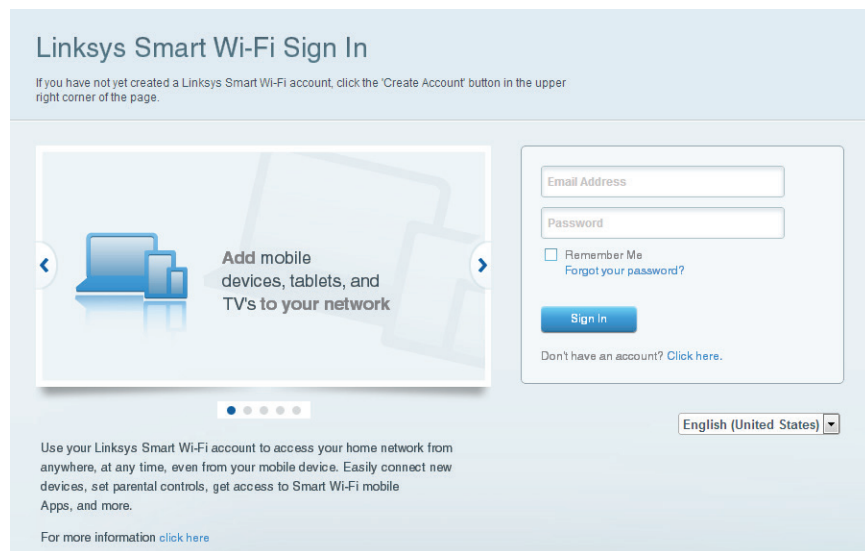 Linksys Smart Wi-Fi Sign In
If you have not yet created a Linksys Smart Wi-Fi account, click the 'Create Account' button in the upper
right corner of the page.
Add mobile
devices, tablets, and
TV's to your network
Email Address
Password
Remember Me
Forgot your password?
Sign In
Don't have an account? Click here.
English (United States)
Use your Linksys Smart Wi-Fi account to access your home network from
anywhere, at any time, even from your mobile device. Easily connect new
devices, set parental controls, get access to Smart Wi-Fi mobile
Apps, and more.
For more information click here